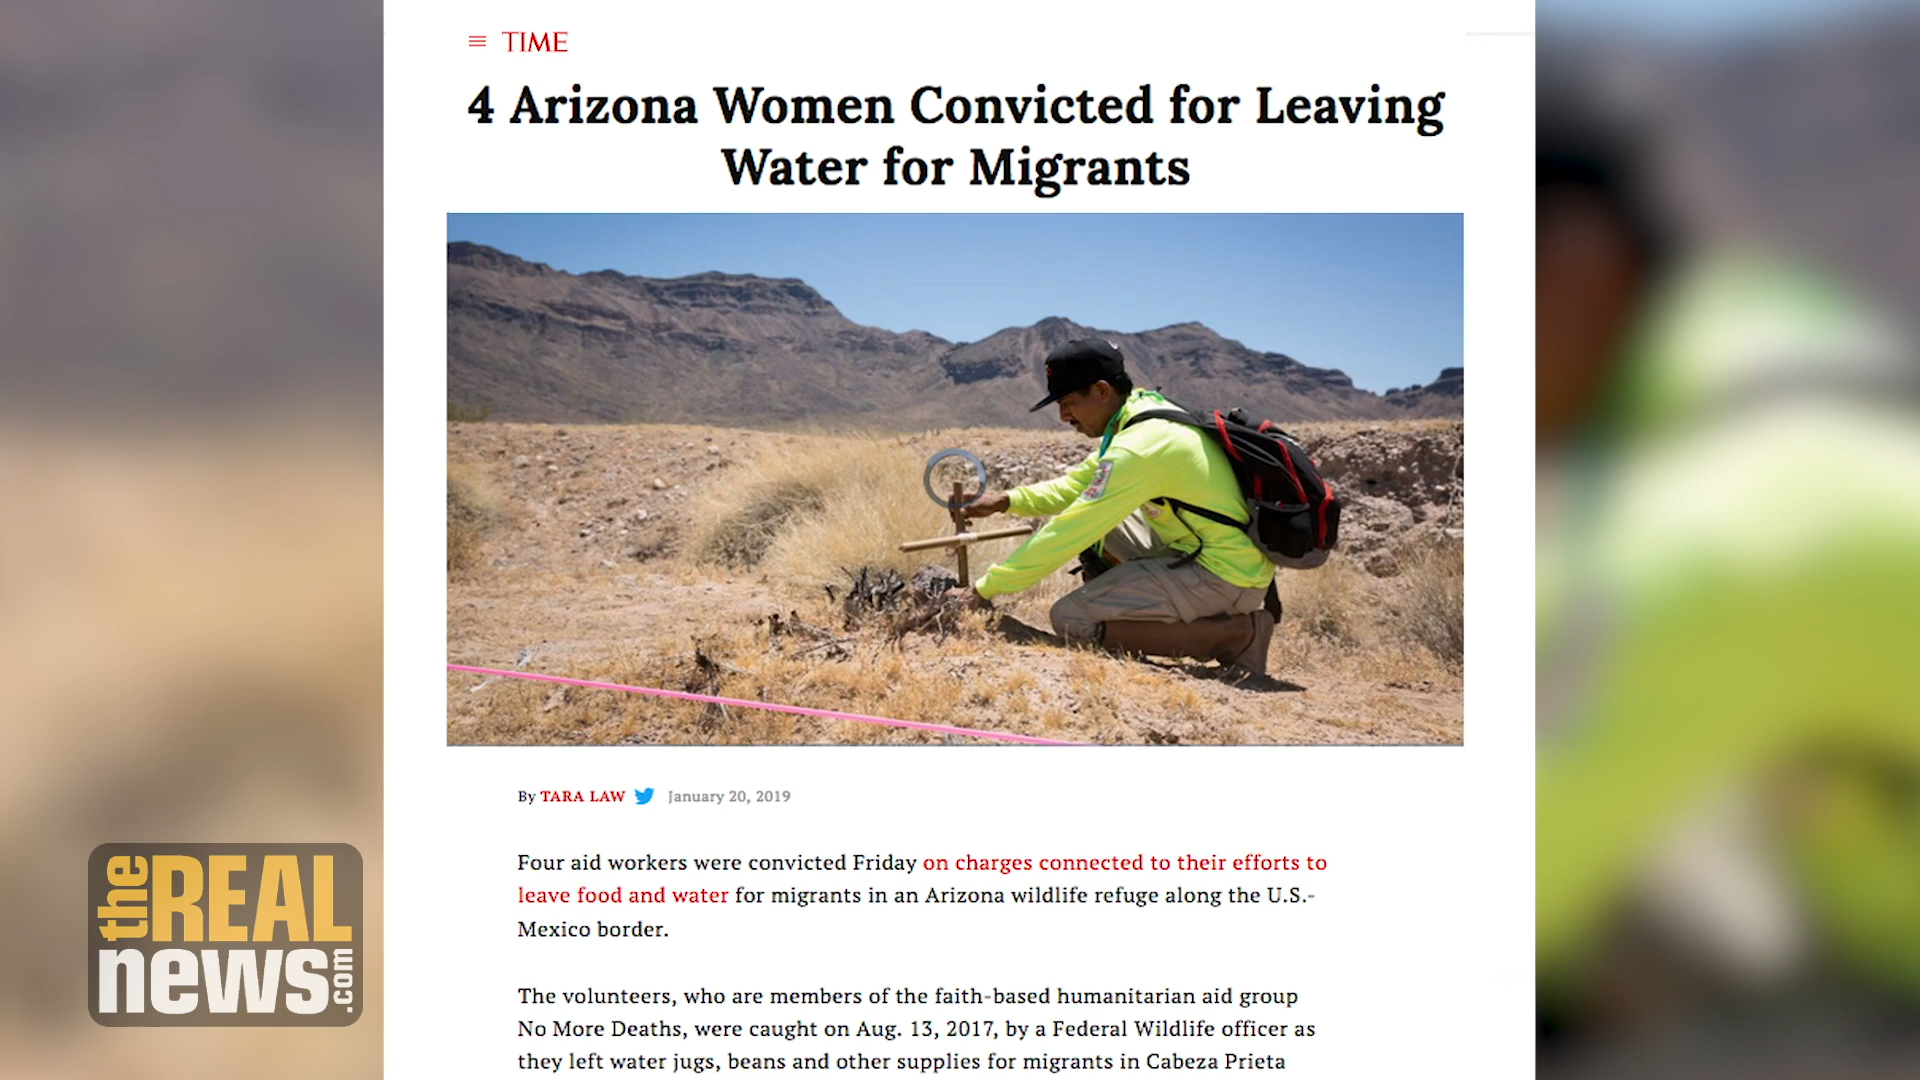 TIME
4 Arizona Women Convicted for Leaving
Water for Migrants
By TARA LAW January 20, 2019
Four aid workers were convicted Friday on charges connected to their efforts to
leave food and water for migrants in an Arizona wildlife refuge along the U.S.-
Mexico border.
The volunteers, who are members of the faith-based humanitarian aid group
No More Deaths, were caught on Aug. 13, 2017, by a Federal Wildlife officer as
they left water jugs, beans and other supplies for migrants in Cabeza Prieta
the REAL
news.com